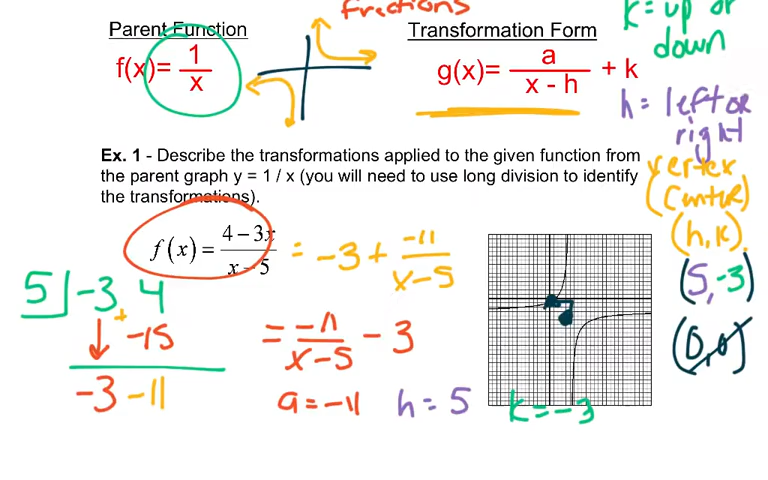 frections
k = up or
down
Parent Function
f(x)= 1/x
Transformation Form
g(x)= a/(x - h) + k
h = left or
right
Ex. 1 - Describe the transformations applied to the given function from
the parent graph y = 1 / x (you will need to use long division to identify
the transformations).
vertex
(center)
(h, k)
(5, -3)
(0, 0)
f(x) = (4 – 3x)/(x – 5) = -3 + -11/(x-5)
5 -3 4
+
↓ -15
-3 -11
= -11/(x-5) - 3
a = -11 h = 5 k = -3